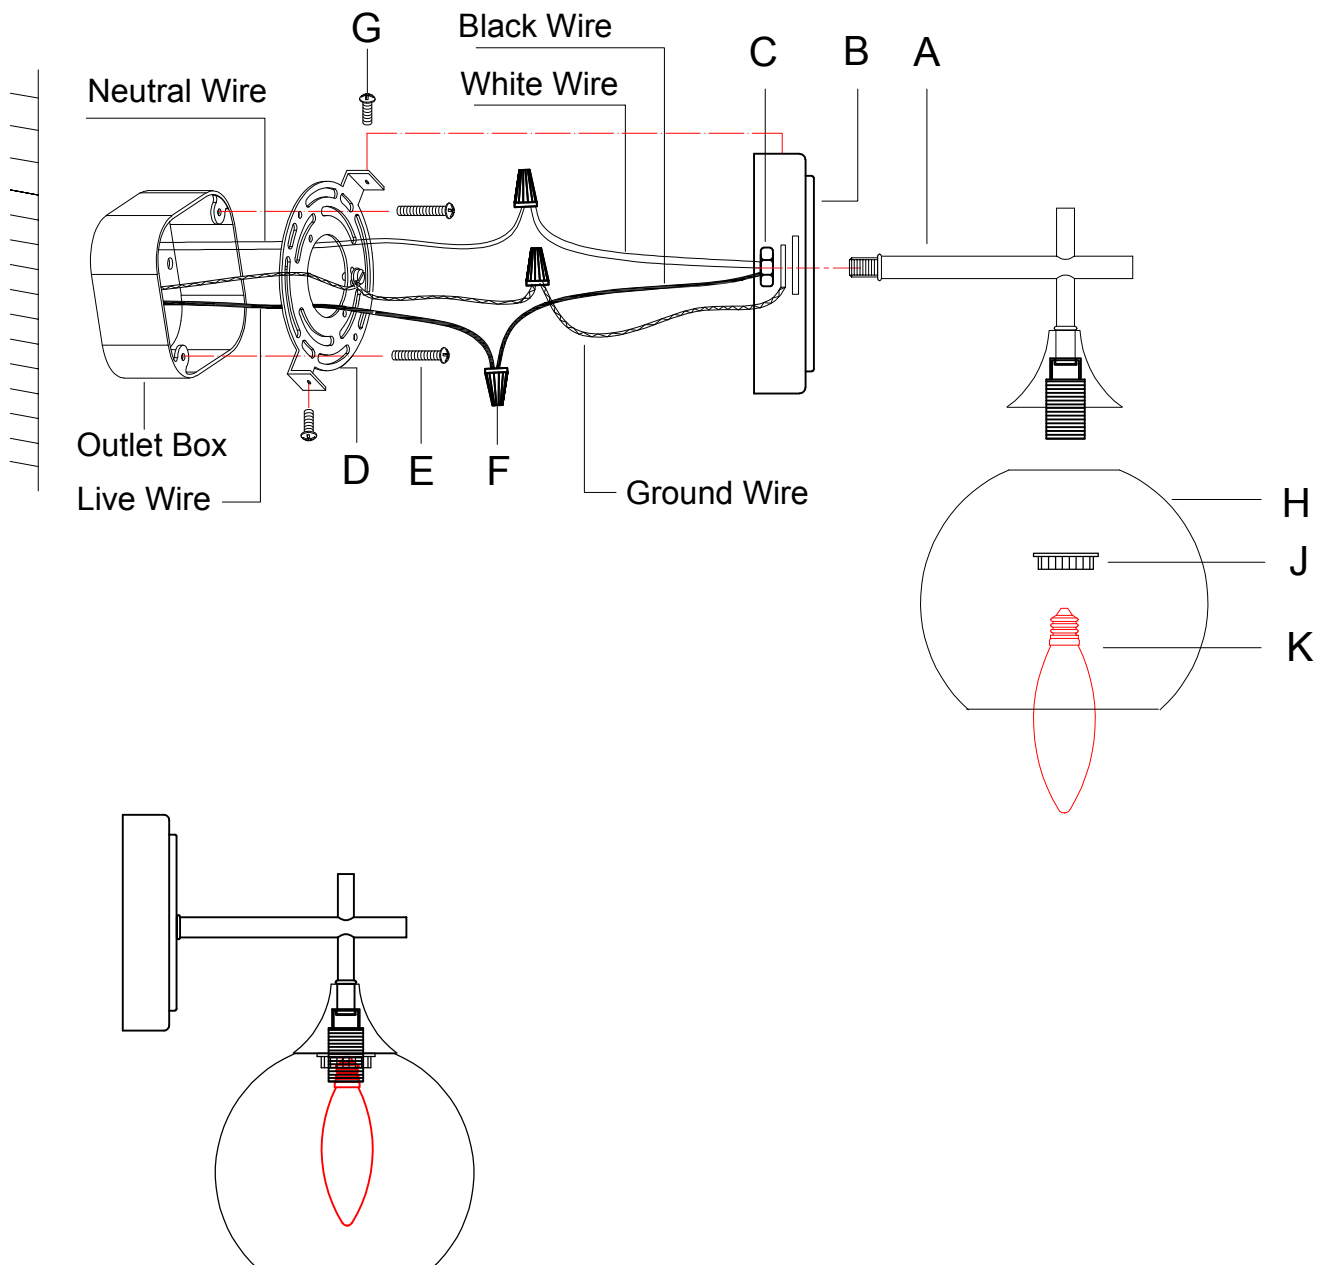 G
Black Wire
C
B
A
Neutral Wire
White Wire
Outlet Box
D
E
F
Live Wire
Ground Wire
H
J
K